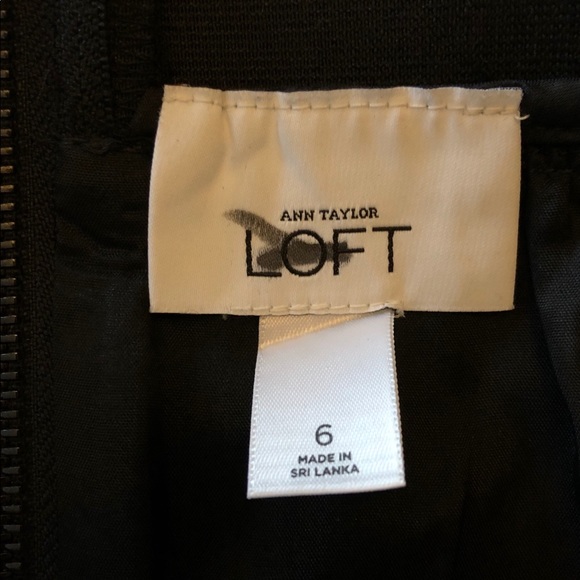 ANN TAYLOR
LOFT
6
MADE IN
SRI LANKA